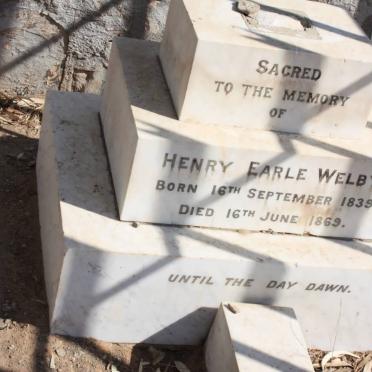 SACRED
TO THE MEMORY
OF
HENRY EARLE WELBY
BORN 16TH SEPTEMBER 1839
DIED 16TH JUNE 1869.
UNTIL THE DAY DAWN.